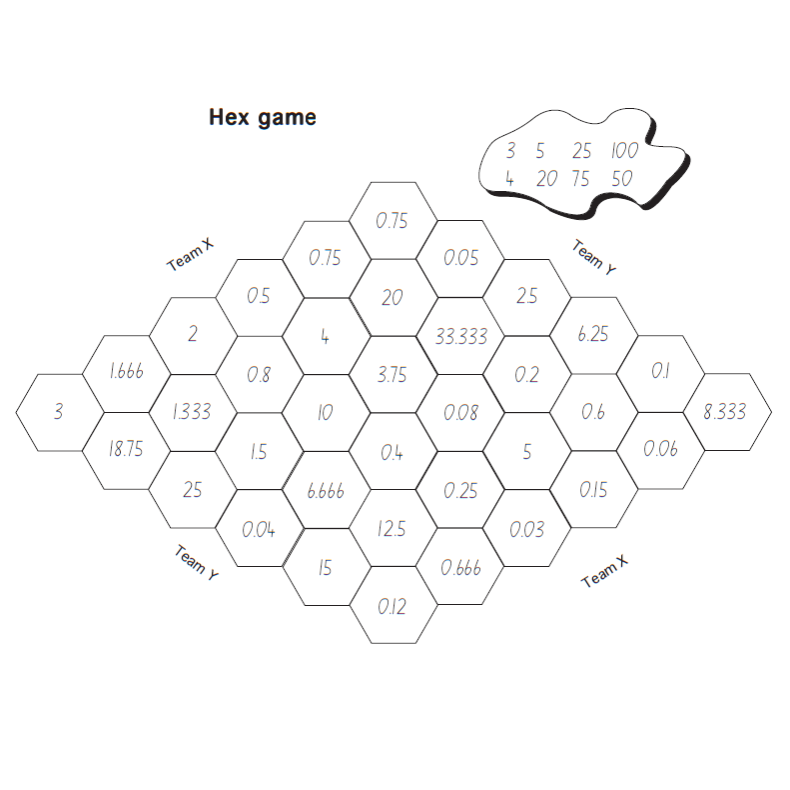 Hex game
3 5 25 100
4 20 75 50
Team X
Team Y
0.75
0.75 0.05
0.5 20 2.5
2 4 33.333 6.25
1.666 0.8 3.75 0.2 0.1
3 1.333 10 0.08 0.6 8.333
18.75 1.5 0.4 5 0.06
25 6.666 0.25 0.15
0.04 12.5 0.03
15 0.666
0.12
Team Y
Team X